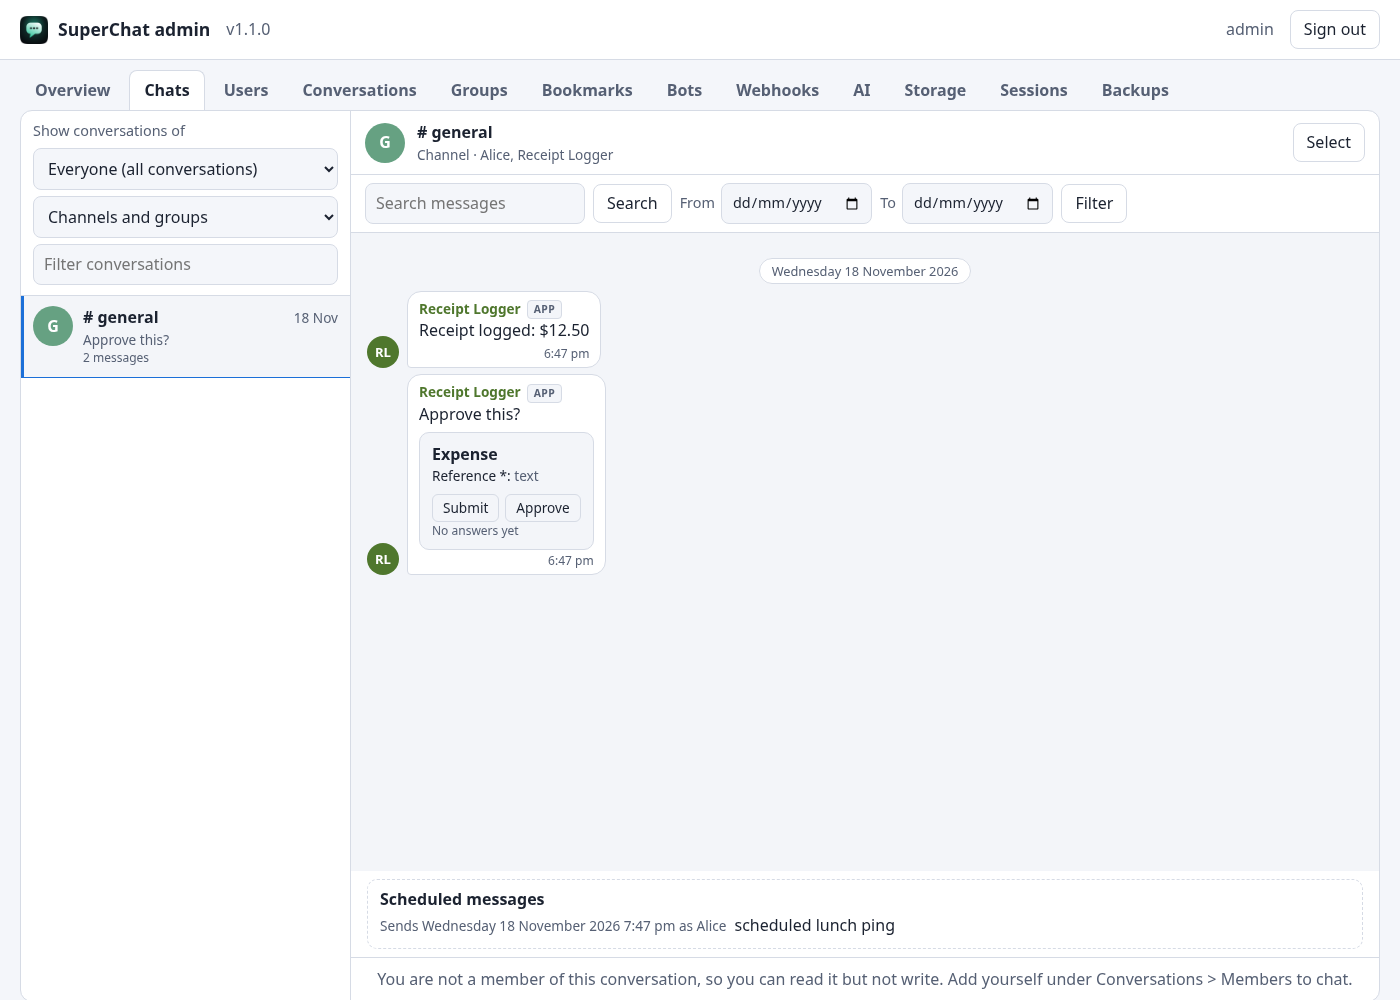 SuperChat admin v1.1.0
admin Sign out
Overview Chats Users Conversations Groups Bookmarks Bots Webhooks AI Storage Sessions Backups
Show conversations of
Everyone (all conversations)
Channels and groups
Filter conversations
G
# general 18 Nov
Approve this?
2 messages
G
# general
Channel · Alice, Receipt Logger
Select
Search messages Search From dd/mm/yyyy To dd/mm/yyyy Filter
Wednesday 18 November 2026
Receipt Logger APP
Receipt logged: $12.50
6:47 pm
RL
Receipt Logger APP
Approve this?
Expense
Reference *: text
Submit Approve
No answers yet
6:47 pm
RL
Scheduled messages
Sends Wednesday 18 November 2026 7:47 pm as Alice scheduled lunch ping
You are not a member of this conversation, so you can read it but not write. Add yourself under Conversations > Members to chat.